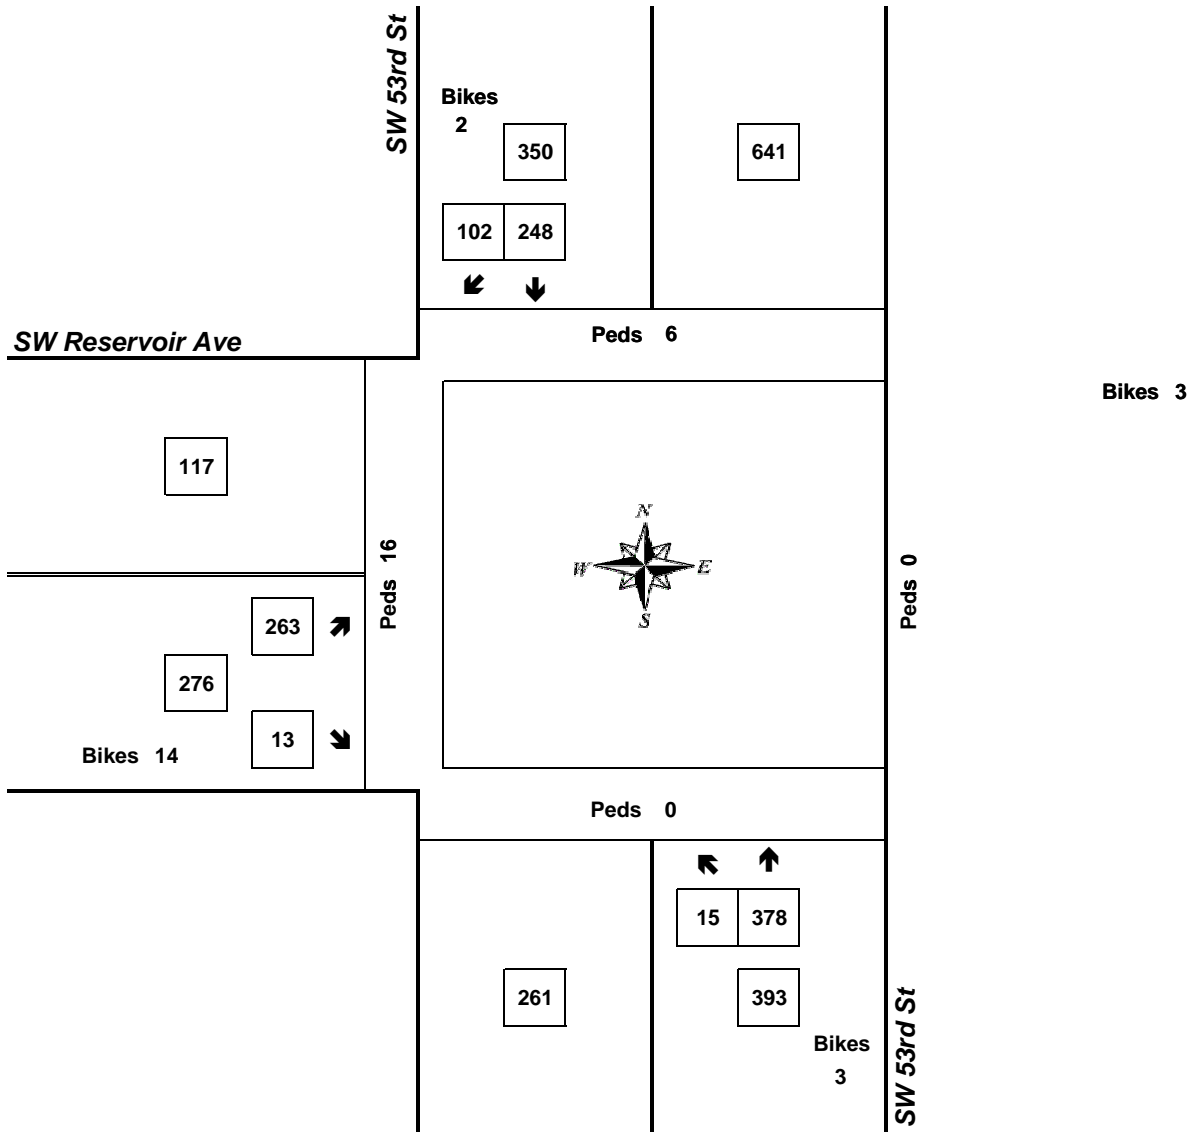 SW 53rd St
Bikes
2
350
641
102 248
Peds 6
SW Reservoir Ave
Bikes 3
117
N
W E
S
Peds 16
Peds 0
263
276
13
Bikes 14
Peds 0
15 378
261
393
Bikes
3
SW 53rd St